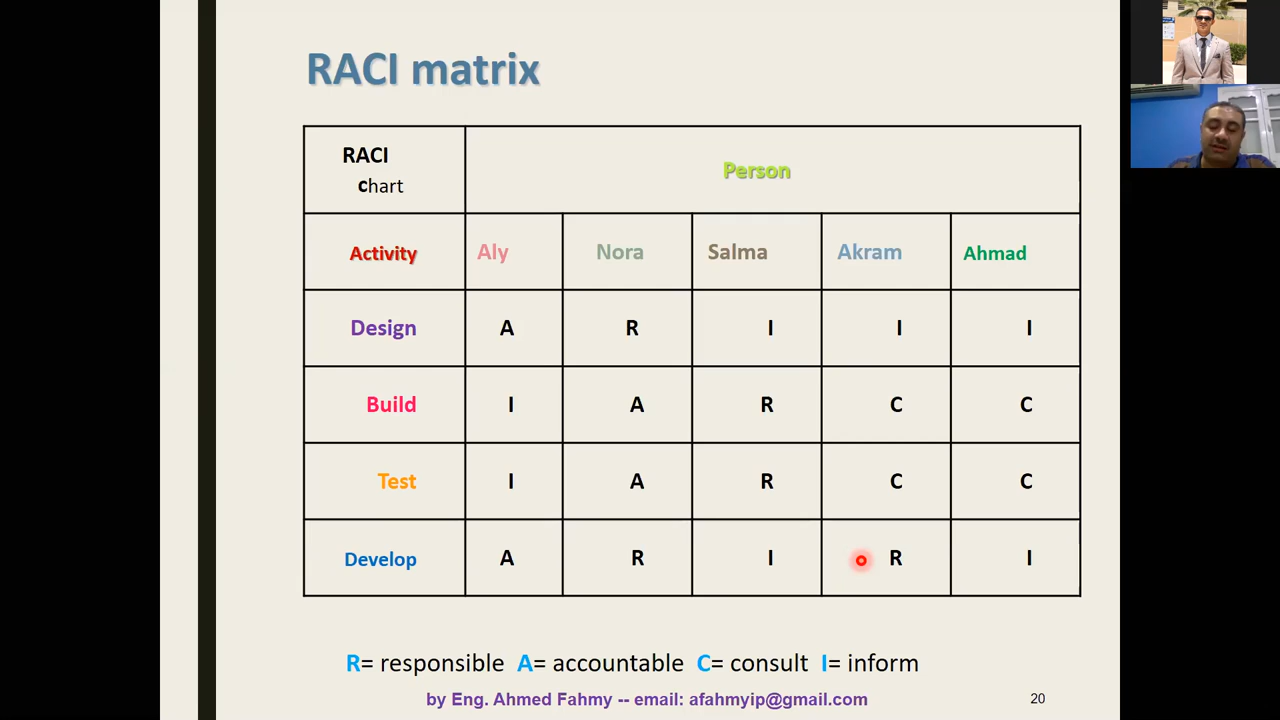 RACI matrix
RACI
chart
Person
Activity Aly Nora Salma Akram Ahmad
Design A R I I I
Build I A R C C
Test I A R C C
Develop A R I R I
R= responsible A= accountable C= consult I= inform
by Eng. Ahmed Fahmy -- email: afahmyip@gmail.com
20